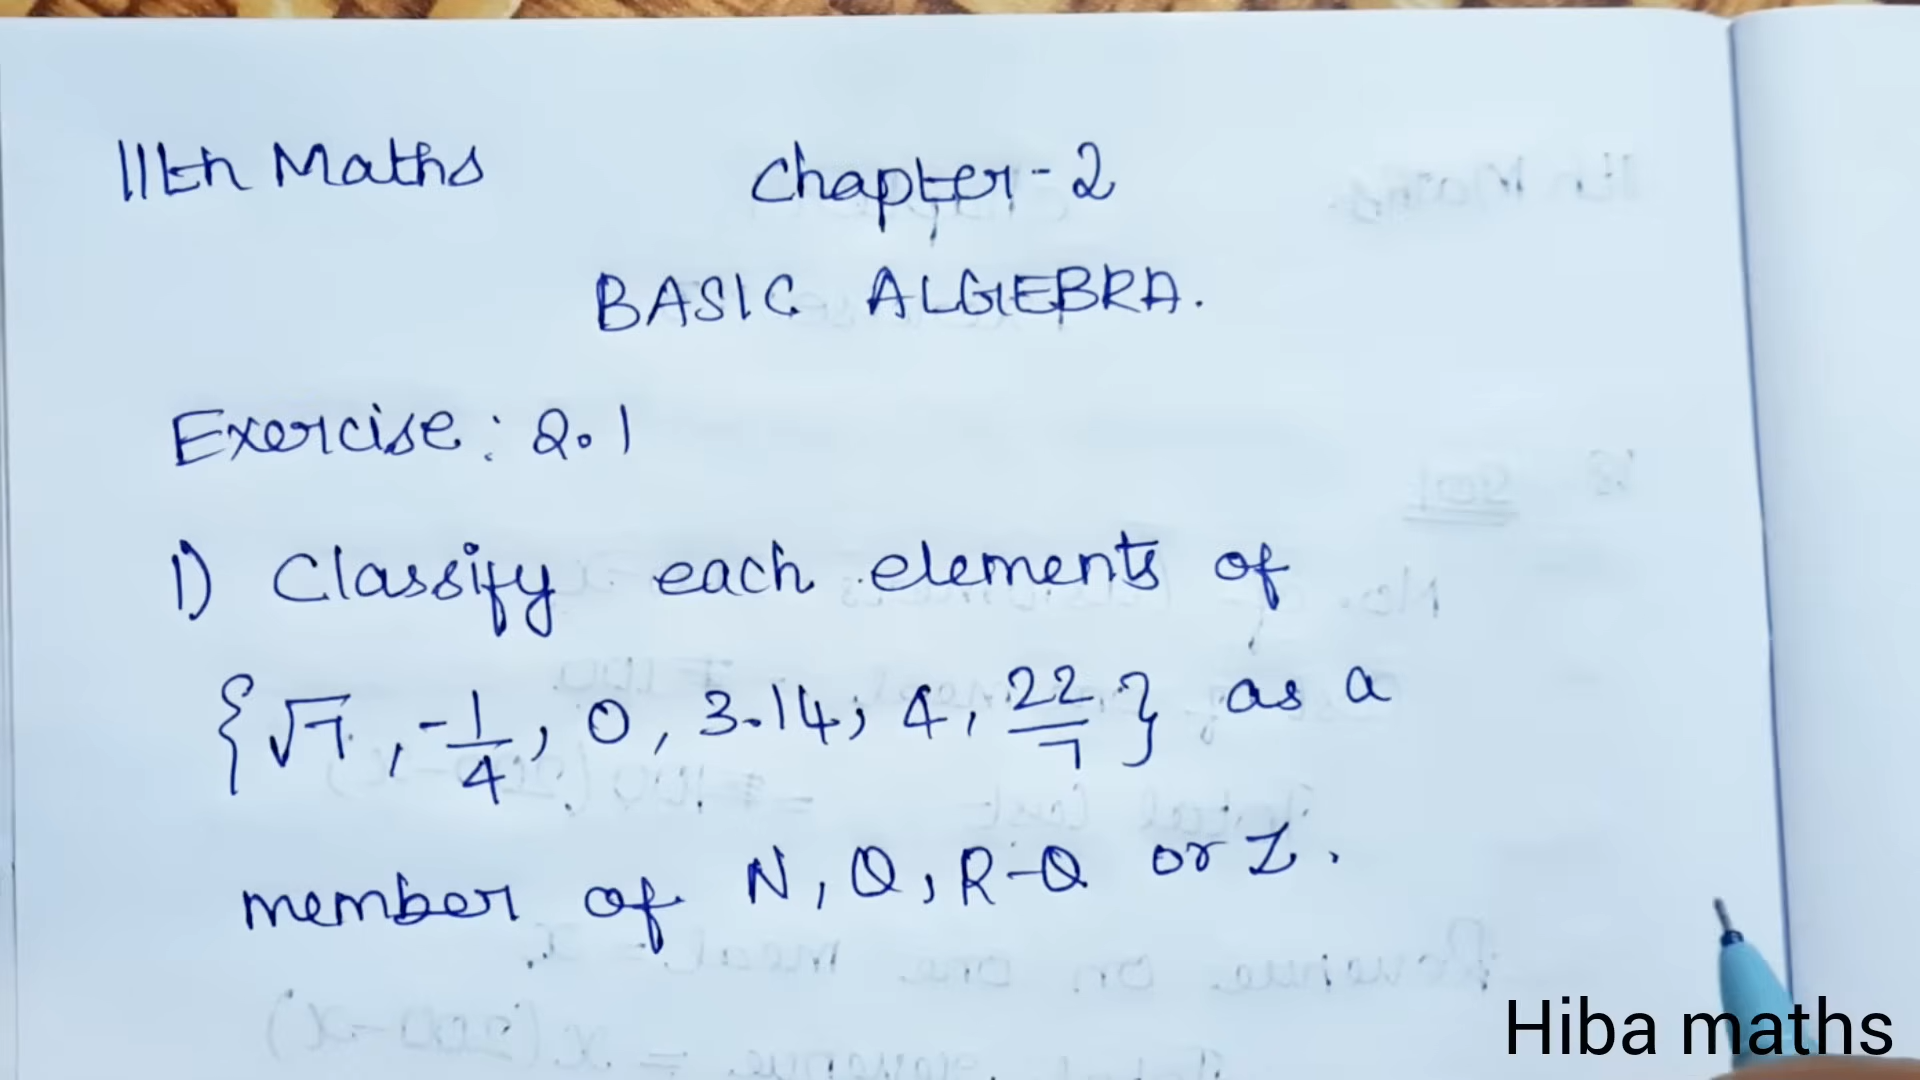 11th Maths Chapter-2
BASIC ALGEBRA.
Exercise: 2.1
1) Classify each elements of
{√7, -1/4, 0, 3.14, 4, 22/7} as a
member of N, Q, R-Q or Z.
Hiba maths